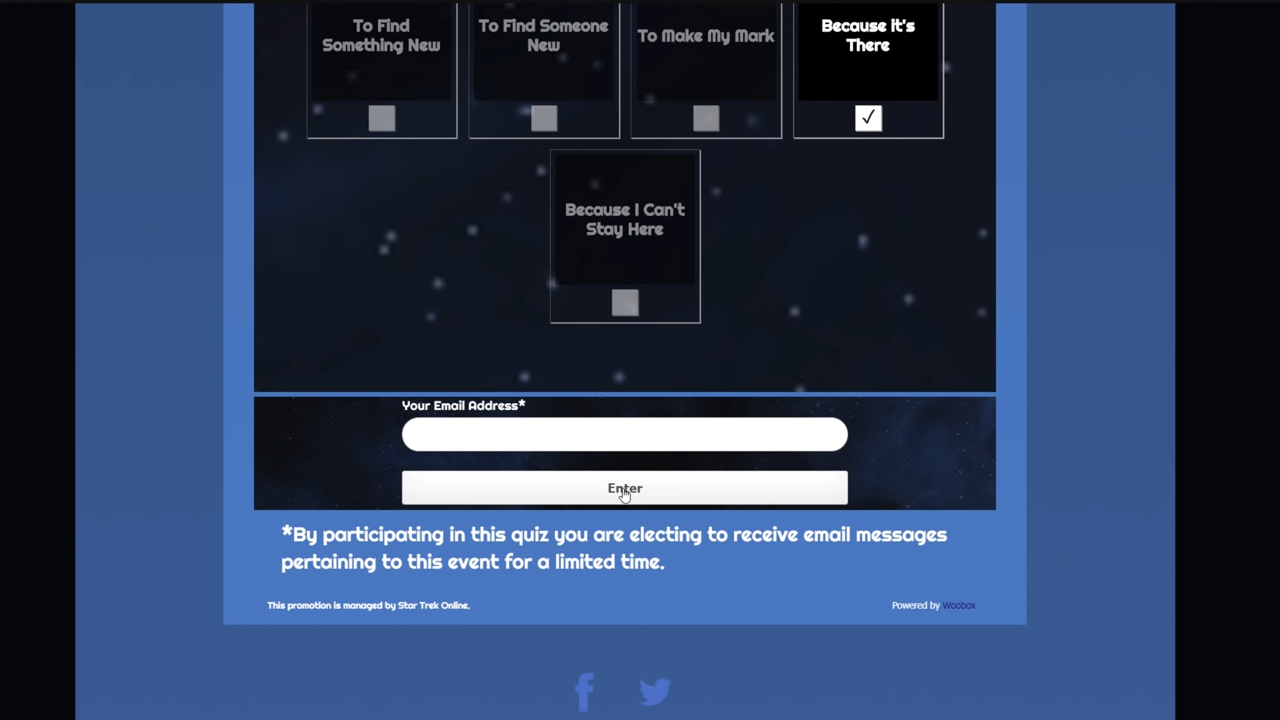 To Find
Something New
To Find Someone
New
To Make My Mark
Because it's
There
Because I Can't
Stay Here
Your Email Address*
Enter
*By participating in this quiz you are electing to receive email messages
pertaining to this event for a limited time.
This promotion is managed by Star Trek Online.
Powered by Woobox